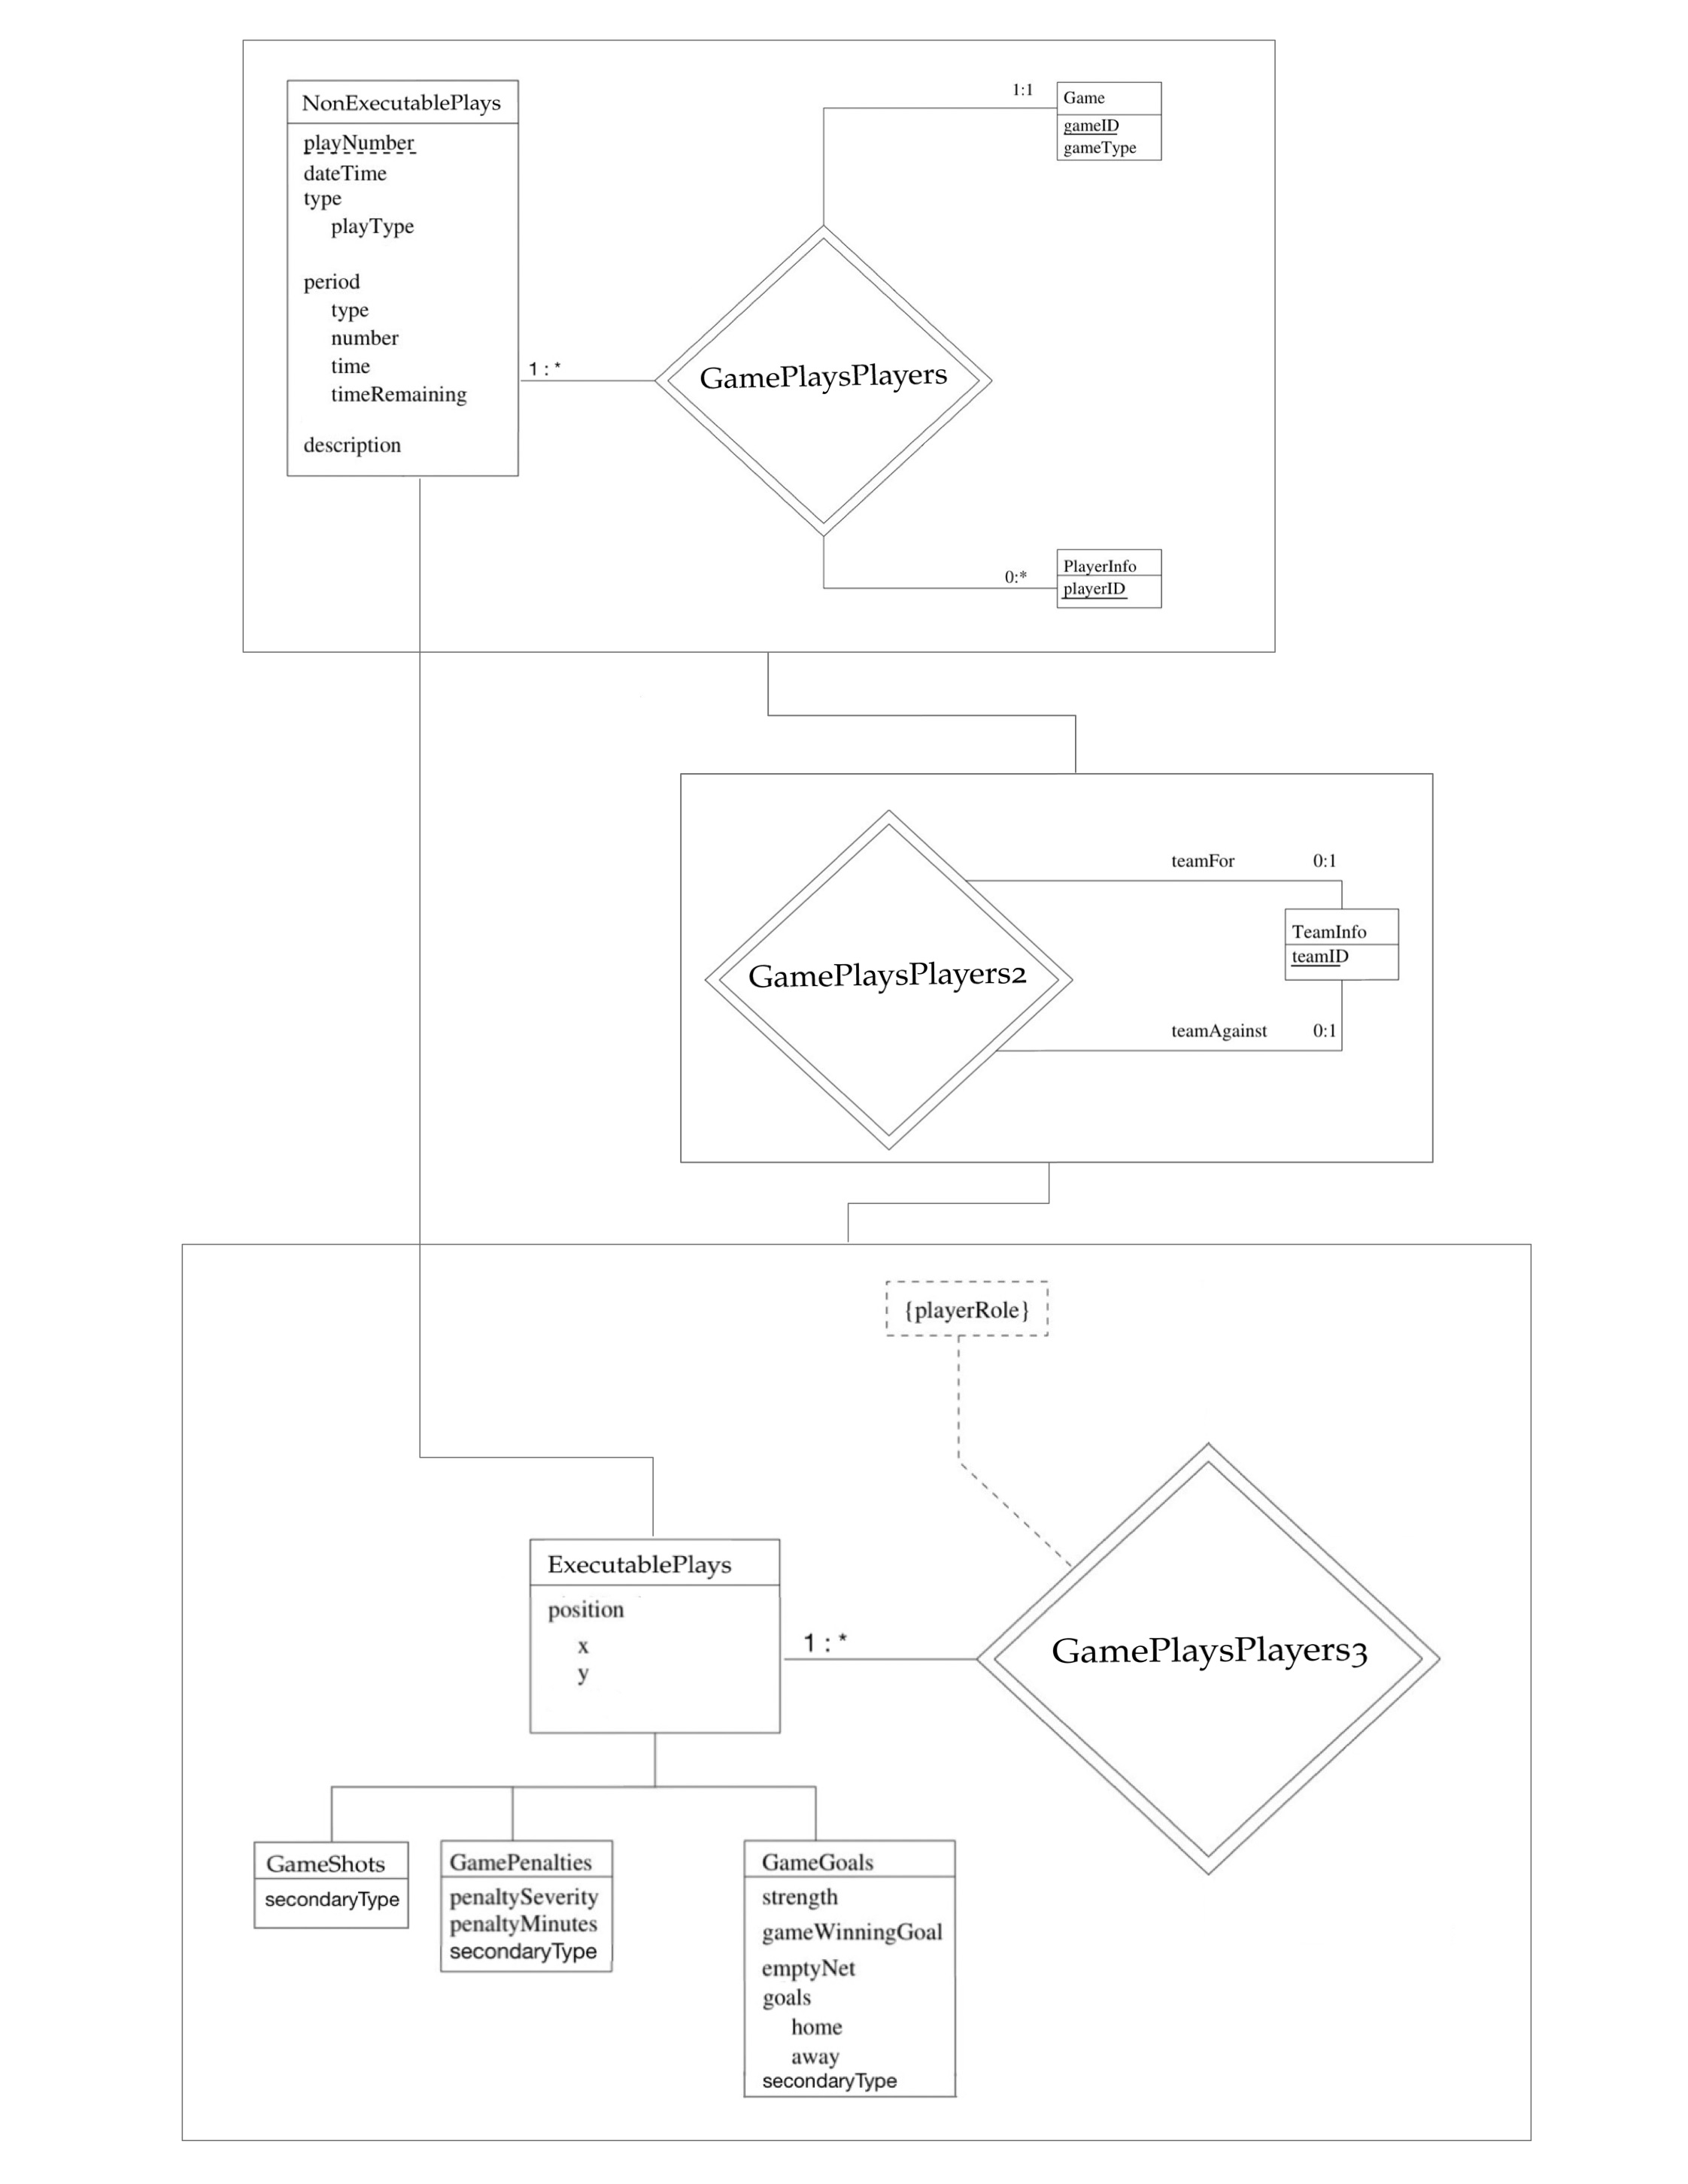 NonExecutablePlays
playNumber
dateTime
type
playType
period
type
number
time
timeRemaining
description
1 : *
GamePlaysPlayers
1:1
Game
gameID
gameType
0:*
PlayerInfo
playerID
GamePlaysPlayers2
teamFor 0:1
TeamInfo
teamID
teamAgainst 0:1
{playerRole}
ExecutablePlays
position
x
y
1 : *
GamePlaysPlayers3
GameShots
secondaryType
GamePenalties
penaltySeverity
penaltyMinutes
secondaryType
GameGoals
strength
gameWinningGoal
emptyNet
goals
home
away
secondaryType